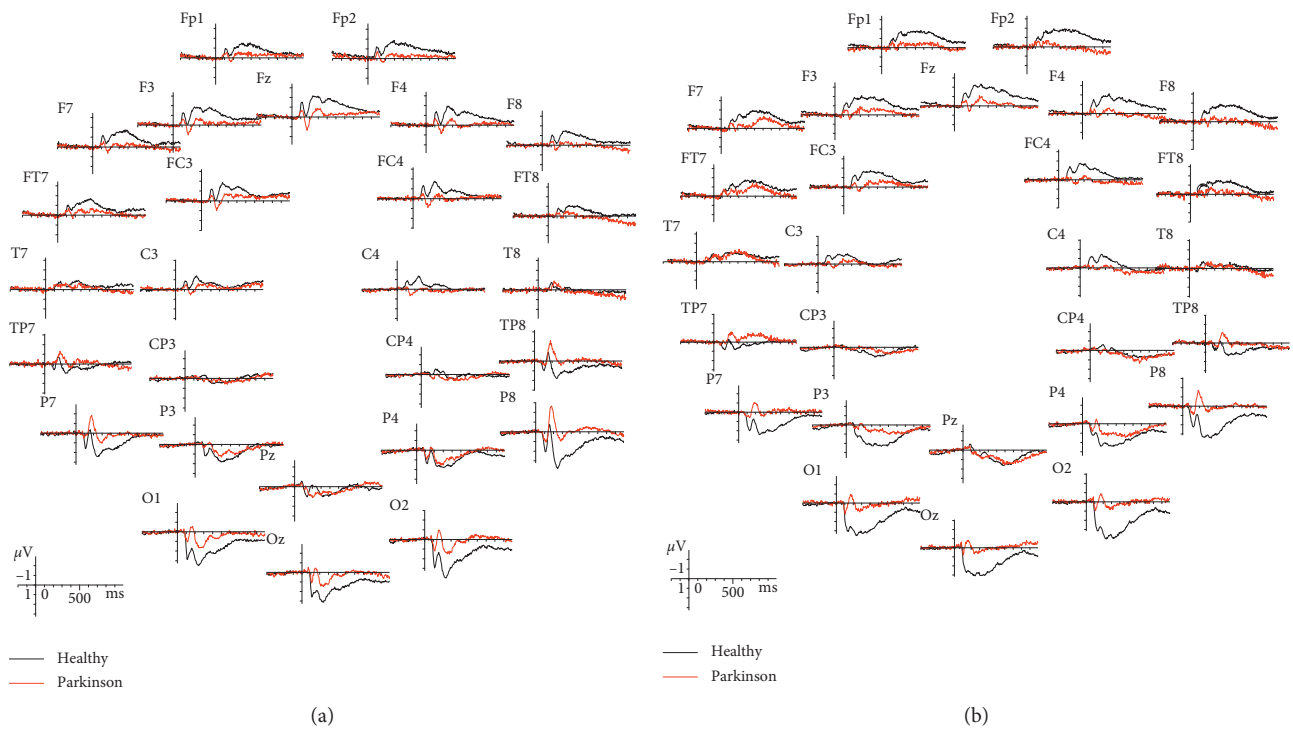 Fp1 Fp2
F7 F3 Fz F4 F8
FT7 FC3 FC4 FT8
T7 C3 C4 T8
TP7 CP3 CP4 TP8
P7 P3 Pz P4 P8
O1 Oz O2
μV
−1
1 0 500 ms
Healthy
Parkinson
(a)
Fp1 Fp2
F7 F3 Fz F4 F8
FT7 FC3 FC4 FT8
T7 C3 C4 T8
TP7 CP3 CP4 TP8
P7 P3 Pz P4 P8
O1 Oz O2
μV
−1
1 0 500 ms
Healthy
Parkinson
(b)